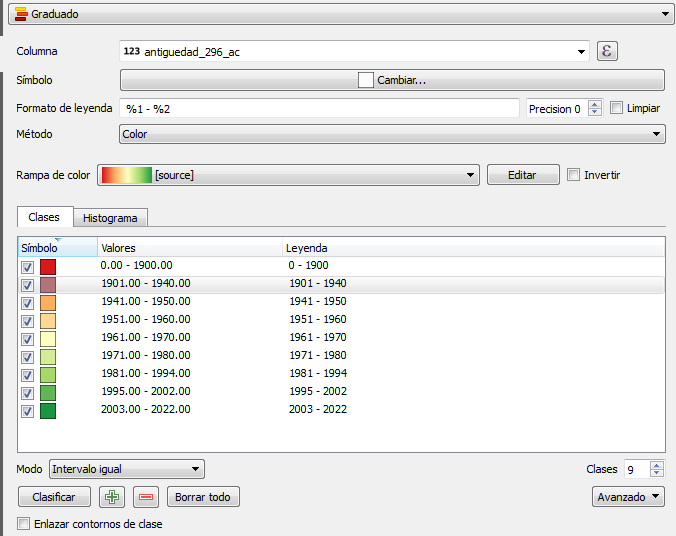 Graduado
Columna 123 antiguedad_296_ac ε
Símbolo Cambiar...
Formato de leyenda %1 - %2 Precision 0 Limpiar
Método Color
Rampa de color [source] Editar Invertir
Clases Histograma
Símbolo Valores Leyenda
0.00 - 1900.00 0 - 1900
1901.00 - 1940.00 1901 - 1940
1941.00 - 1950.00 1941 - 1950
1951.00 - 1960.00 1951 - 1960
1961.00 - 1970.00 1961 - 1970
1971.00 - 1980.00 1971 - 1980
1981.00 - 1994.00 1981 - 1994
1995.00 - 2002.00 1995 - 2002
2003.00 - 2022.00 2003 - 2022
Modo Intervalo igual Clases 9
Clasificar Borrar todo Avanzado
Enlazar contornos de clase